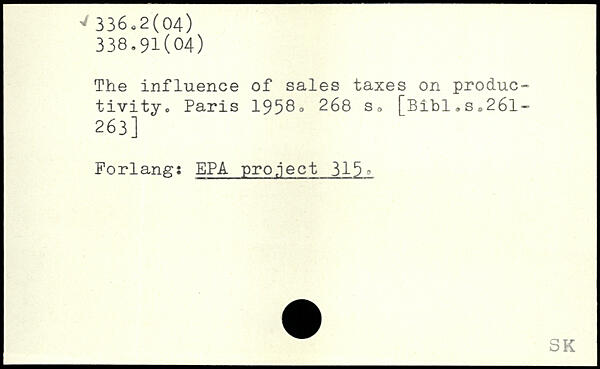 336.2(04)
338.91(04)
The influence of sales taxes on produc-
tivity. Paris 1958. 268 s. [Bibl.s.261-
263]
Forlang: EPA project 315.
SK